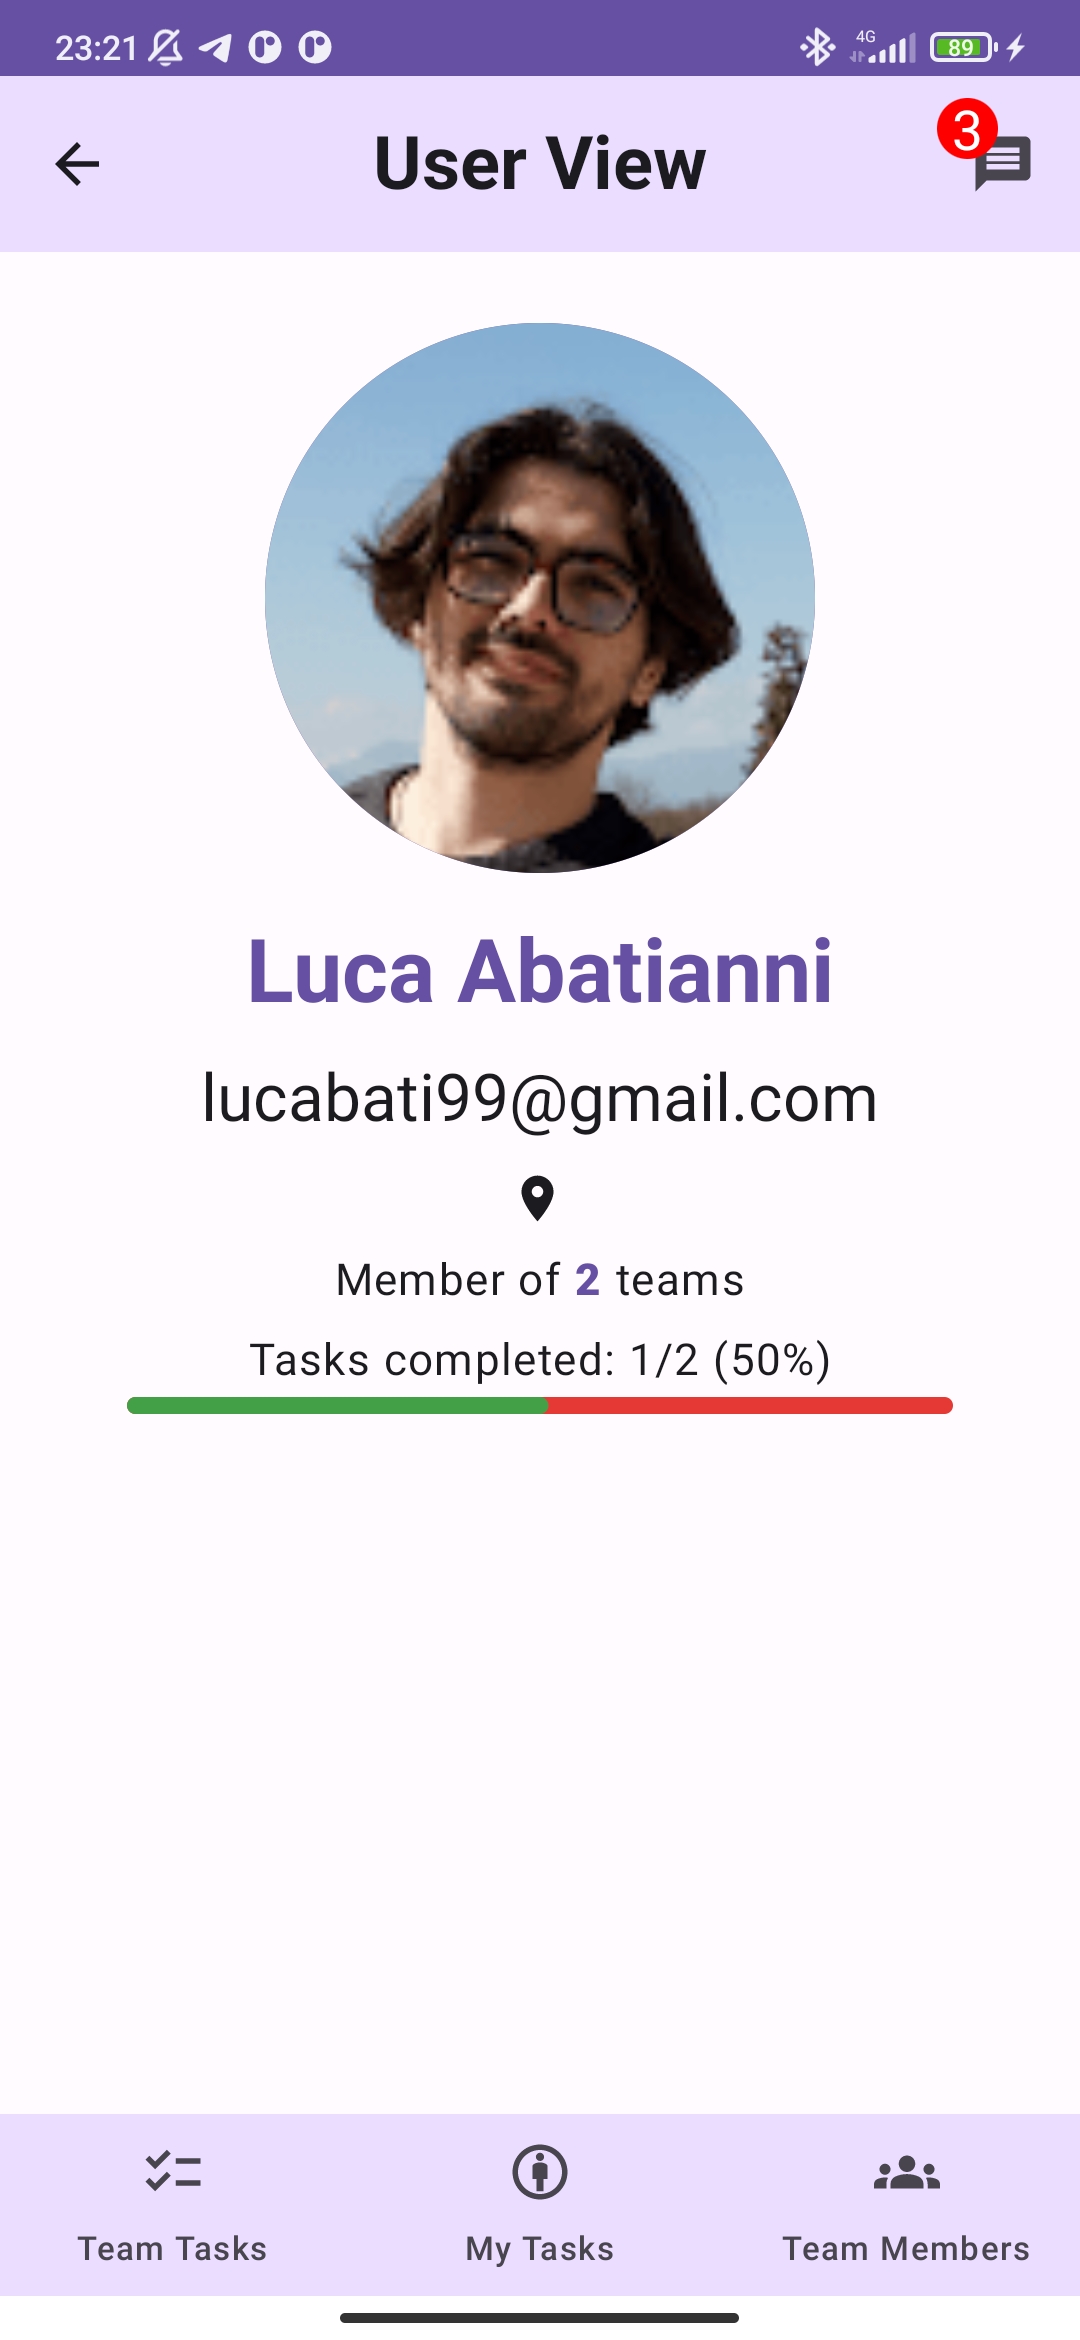 23:21
4G
89
User View
3
Luca Abatianni
lucabati99@gmail.com
Member of 2 teams
Tasks completed: 1/2 (50%)
Team Tasks
My Tasks
Team Members